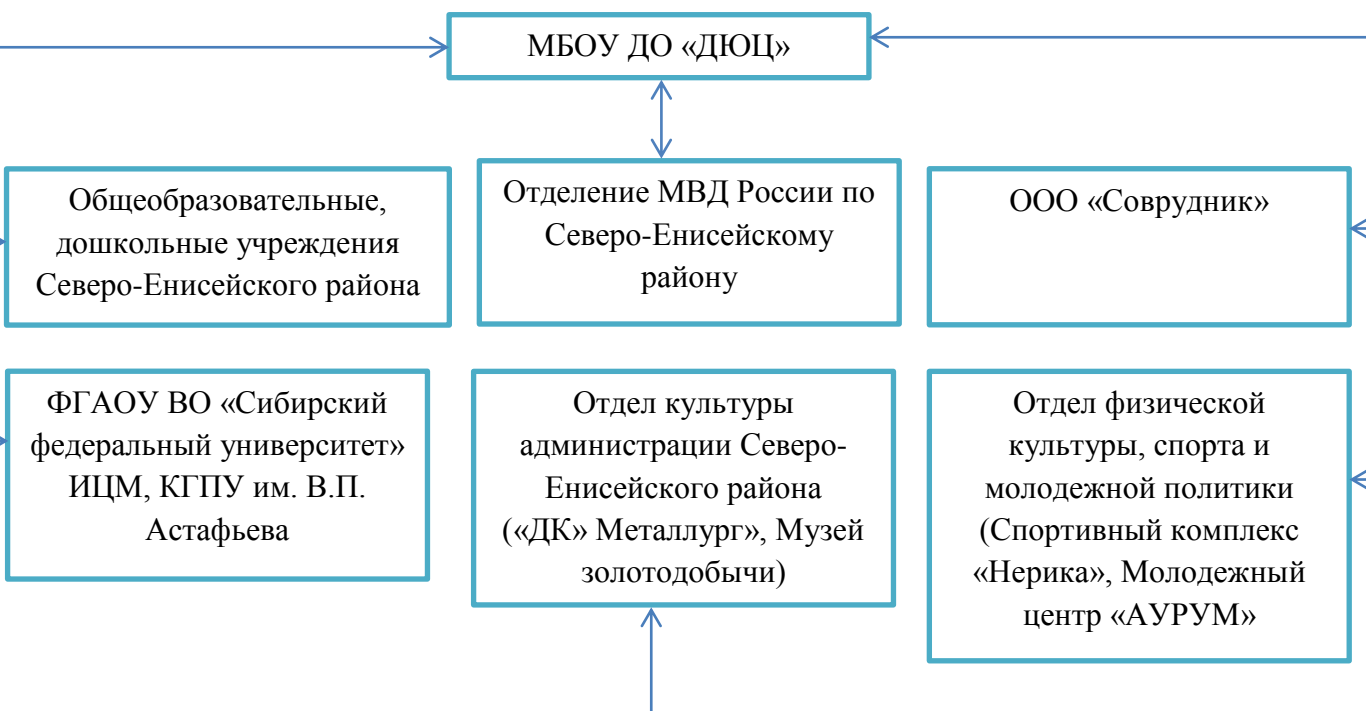 МБОУ ДО «ДЮЦ»
Общеобразовательные,
дошкольные учреждения
Северо-Енисейского района
Отделение МВД России по
Северо-Енисейскому
району
ООО «Соврудник»
ФГАОУ ВО «Сибирский
федеральный университет»
ИЦМ, КГПУ им. В.П.
Астафьева
Отдел культуры
администрации Северо-
Енисейского района
(«ДК» Металлург», Музей
золотодобычи)
Отдел физической
культуры, спорта и
молодежной политики
(Спортивный комплекс
«Нерика», Молодежный
центр «АУРУМ»